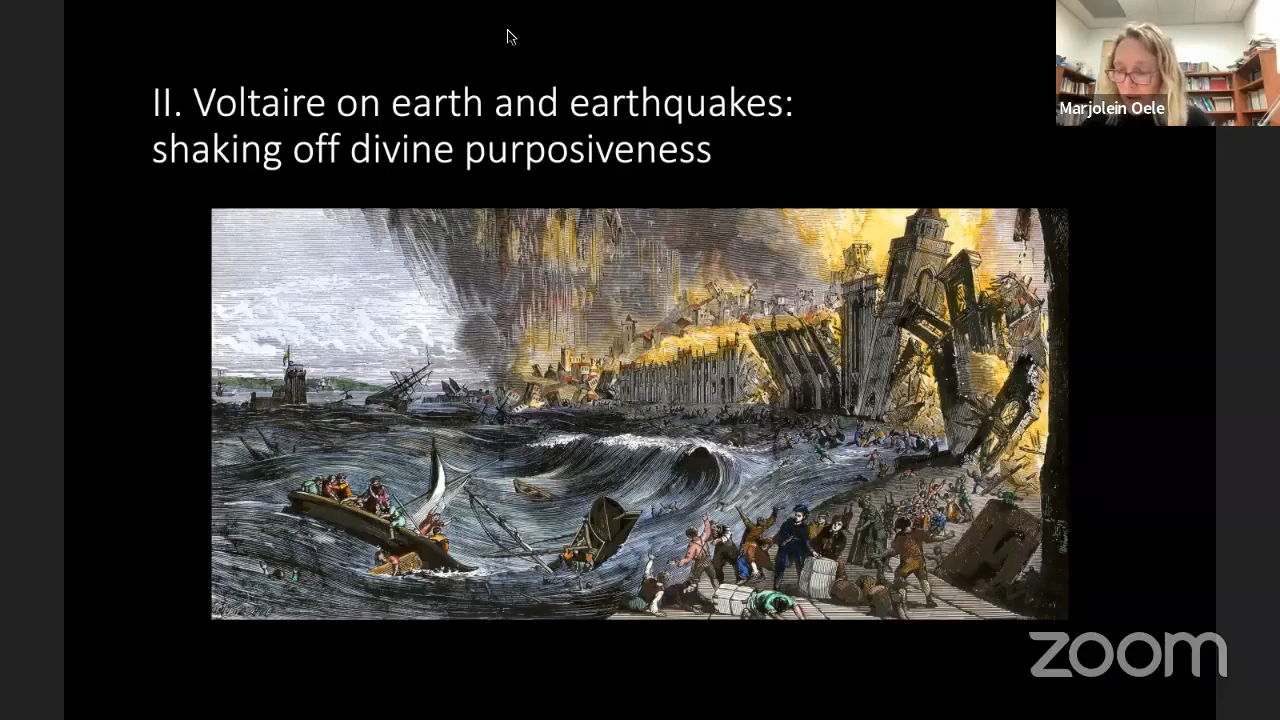 II. Voltaire on earth and earthquakes:
shaking off divine purposiveness
Marjolein Oele
zoom